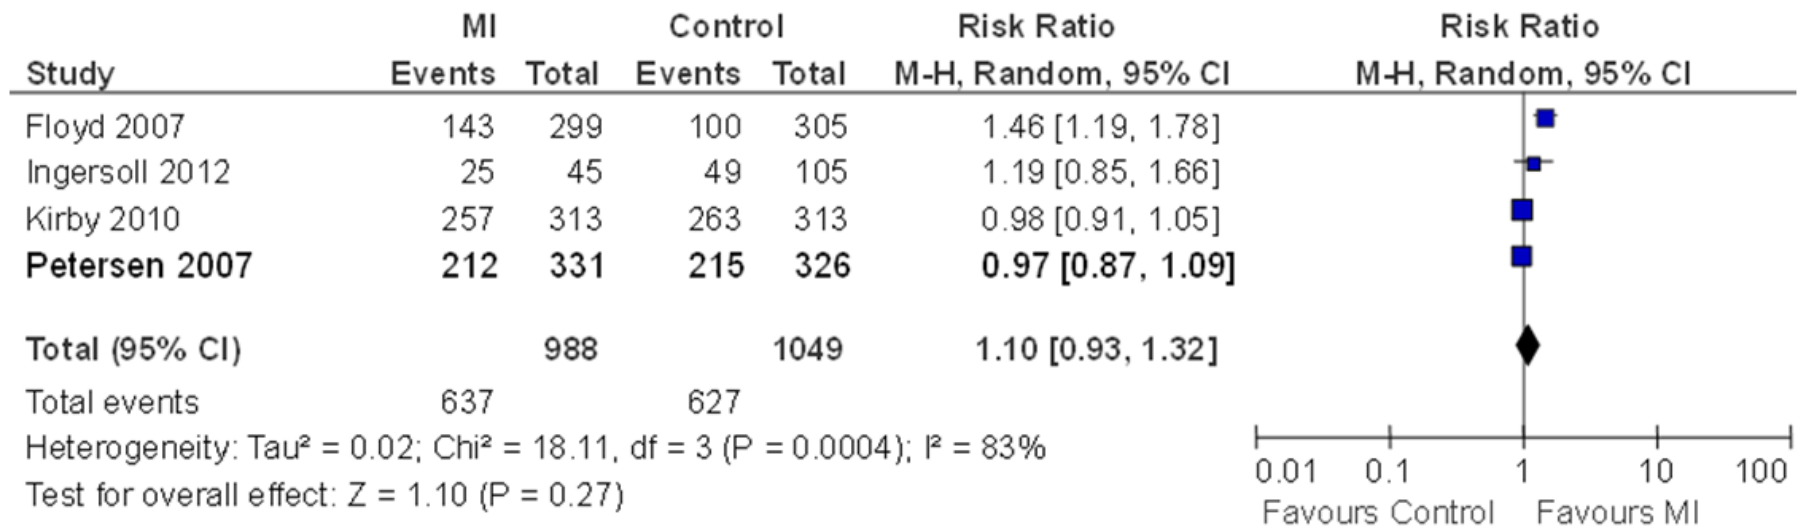 MI Control Risk Ratio Risk Ratio
Study Events Total Events Total M-H, Random, 95% CI M-H, Random, 95% CI
Floyd 2007 143 299 100 305 1.46 [1.19, 1.78]
Ingersoll 2012 25 45 49 105 1.19 [0.85, 1.66]
Kirby 2010 257 313 263 313 0.98 [0.91, 1.05]
Petersen 2007 212 331 215 326 0.97 [0.87, 1.09]
Total (95% CI) 988 1049 1.10 [0.93, 1.32]
Total events 637 627
Heterogeneity: Tau² = 0.02; Chi² = 18.11, df = 3 (P = 0.0004); I² = 83%
Test for overall effect: Z = 1.10 (P = 0.27)
0.01 0.1 1 10 100
Favours Control Favours MI